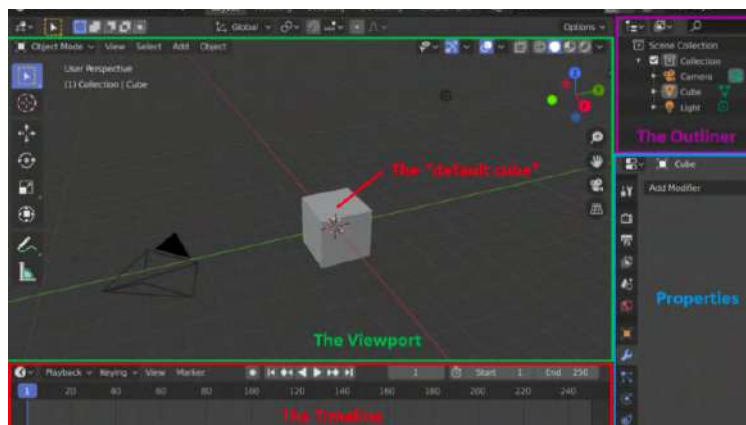 Global
Options
Object Mode View Select Add Object
User Perspective
(1) Collection | Cube
The "default cube"
The Viewport
Scene Collection
Collection
Camera
Cube
Light
The Outliner
Cube
Add Modifier
Properties
Playback Keying View Marker 1 Start 1 End 250
1 20 40 60 80 100 120 140 160 180 200 220 240
The Timeline